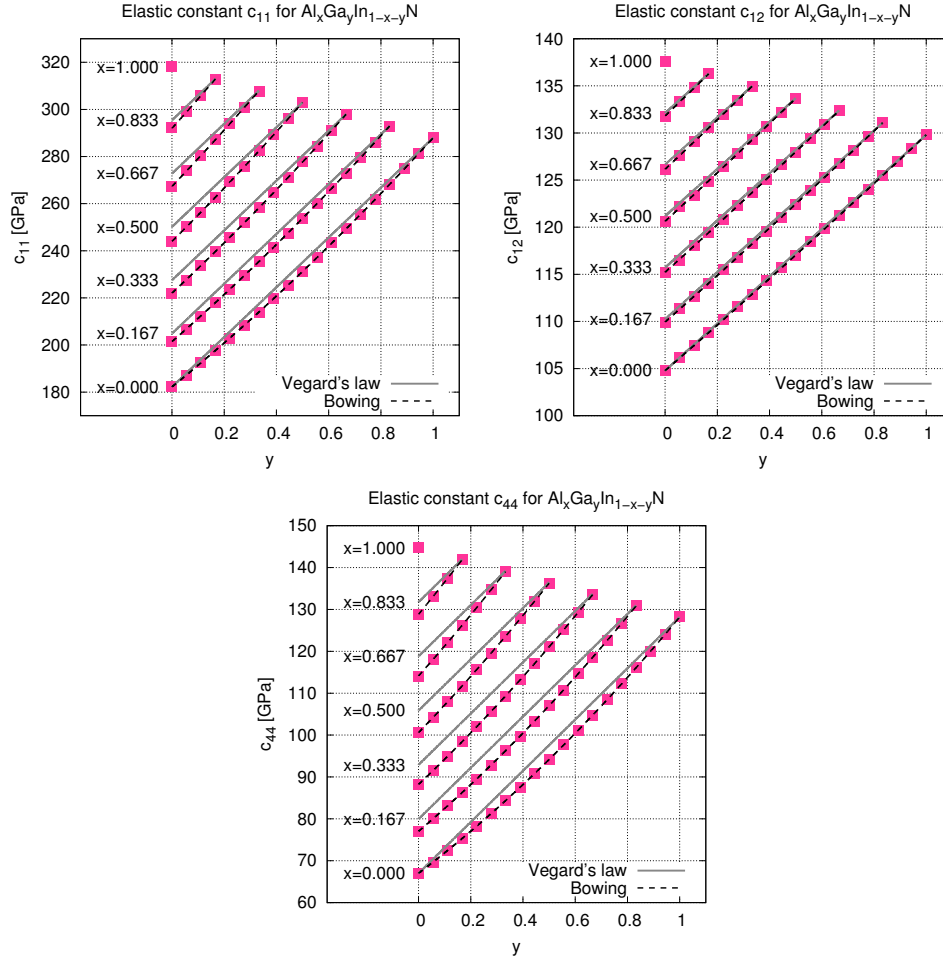 Elastic constant c11 for AlxGayIn1−x−yN
320
300
280
260
240
220
200
180
c11 [GPa]
x=1.000
x=0.833
x=0.667
x=0.500
x=0.333
x=0.167
x=0.000
Vegard's law
Bowing
0 0.2 0.4 0.6 0.8 1
y
Elastic constant c12 for AlxGayIn1−x−yN
140
135
130
125
120
115
110
105
100
c12 [GPa]
x=1.000
x=0.833
x=0.667
x=0.500
x=0.333
x=0.167
x=0.000
Vegard's law
Bowing
0 0.2 0.4 0.6 0.8 1
y
Elastic constant c44 for AlxGayIn1−x−yN
150
140
130
120
110
100
90
80
70
60
c44 [GPa]
x=1.000
x=0.833
x=0.667
x=0.500
x=0.333
x=0.167
x=0.000
Vegard's law
Bowing
0 0.2 0.4 0.6 0.8 1
y